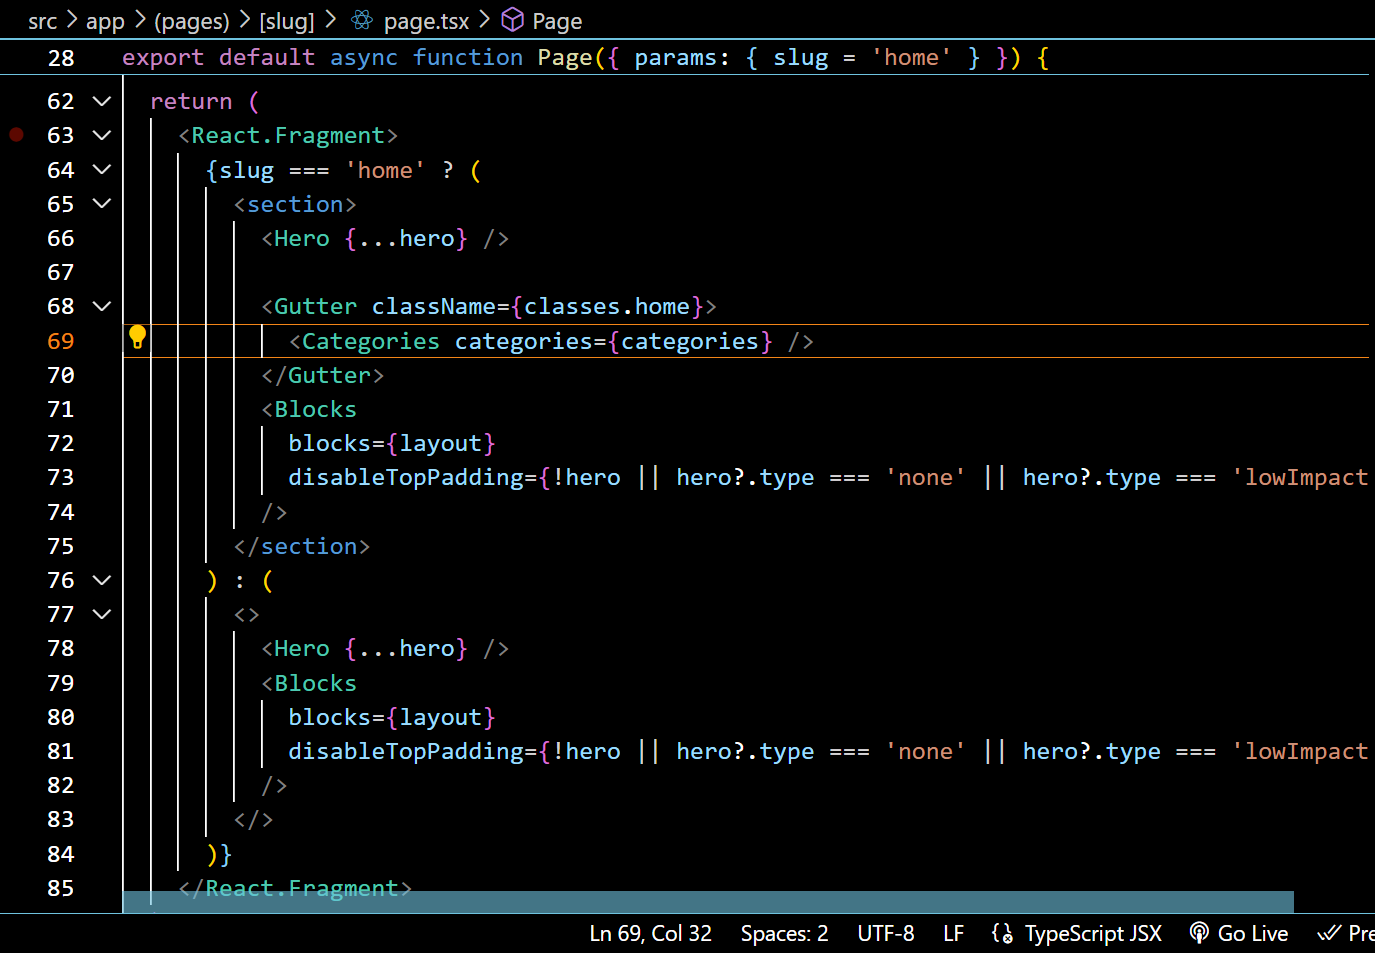 src > app > (pages) > [slug] > page.tsx > Page
28 export default async function Page({ params: { slug = 'home' } }) {
62 return (
63 <React.Fragment>
64 {slug === 'home' ? (
65 <section>
66 <Hero {...hero} />
67
68 <Gutter className={classes.home}>
69 <Categories categories={categories} />
70 </Gutter>
71 <Blocks
72 blocks={layout}
73 disableTopPadding={!hero || hero?.type === 'none' || hero?.type === 'lowImpact
74 />
75 </section>
76 ) : (
77 <>
78 <Hero {...hero} />
79 <Blocks
80 blocks={layout}
81 disableTopPadding={!hero || hero?.type === 'none' || hero?.type === 'lowImpact
82 />
83 </>
84 )}
85 </React.Fragment>
Ln 69, Col 32 Spaces: 2 UTF-8 LF TypeScript JSX Go Live Pre